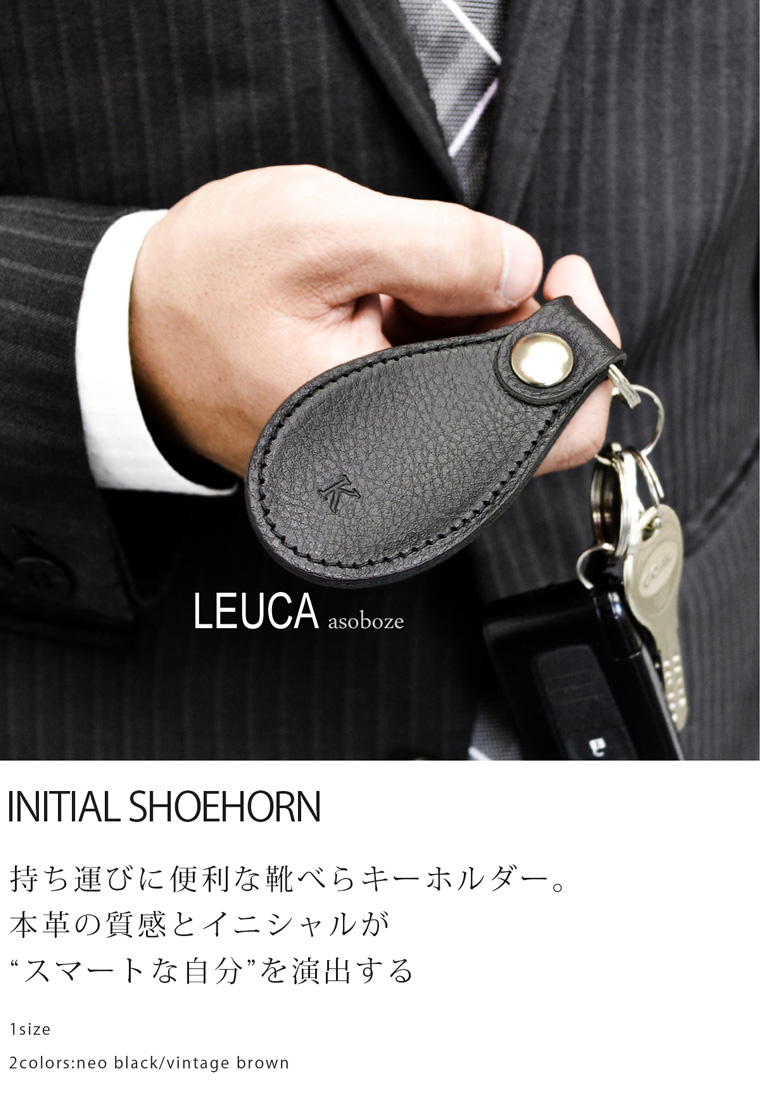 K
LEUCA asoboze
INITIAL SHOEHORN
持ち運びに便利な靴べらキーホルダー。
本革の質感とイニシャルが
“スマートな自分”を演出する
1size
2colors:neo black/vintage brown